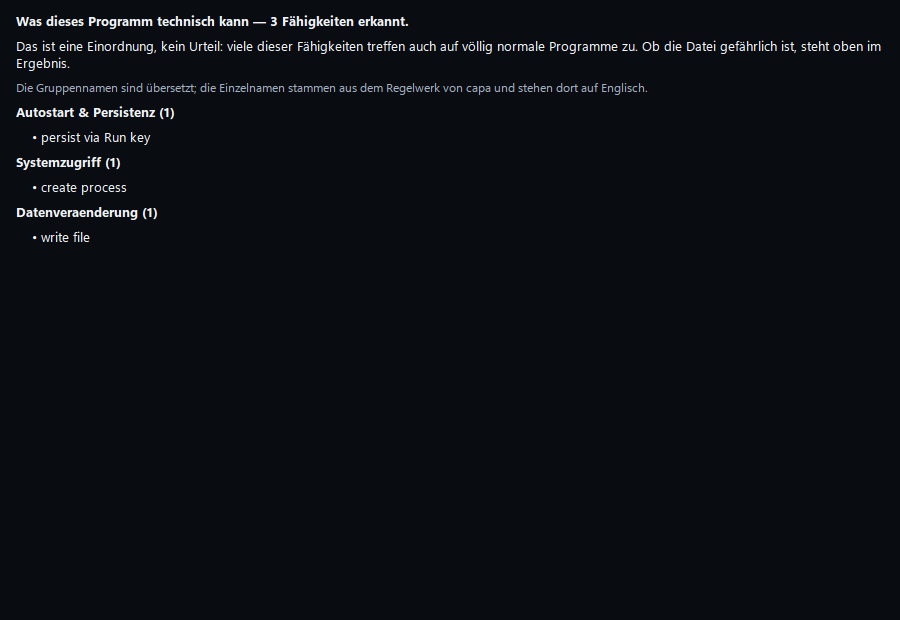 Was dieses Programm technisch kann — 3 Fähigkeiten erkannt.
Das ist eine Einordnung, kein Urteil: viele dieser Fähigkeiten treffen auch auf völlig normale Programme zu. Ob die Datei gefährlich ist, steht oben im
Ergebnis.
Die Gruppennamen sind übersetzt; die Einzelnamen stammen aus dem Regelwerk von capa und stehen dort auf Englisch.
Autostart & Persistenz (1)
• persist via Run key
Systemzugriff (1)
• create process
Datenveraenderung (1)
• write file